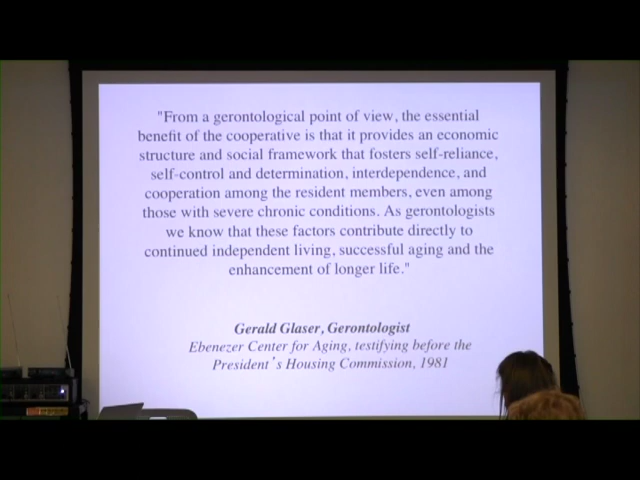 "From a gerontological point of view, the essential
benefit of the cooperative is that it provides an economic
structure and social framework that fosters self-reliance,
self-control and determination, interdependence, and
cooperation among the resident members, even among
those with severe chronic conditions. As gerontologists
we know that these factors contribute directly to
continued independent living, successful aging and the
enhancement of longer life."
Gerald Glaser, Gerontologist
Ebenezer Center for Aging, testifying before the
President's Housing Commission, 1981